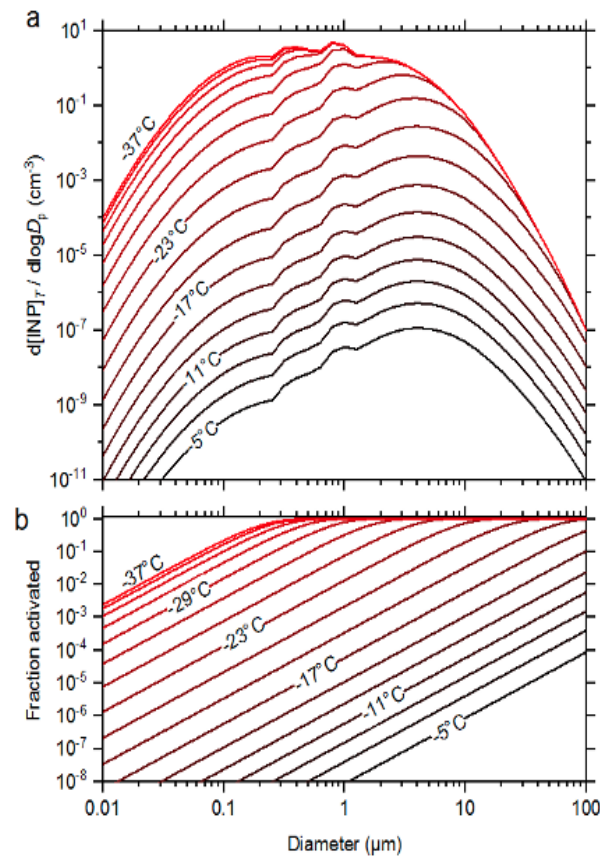 a
10^1
10^-1
10^-3
10^-5
10^-7
10^-9
10^-11
d[INP]_T / dlogD_p (cm^-3)
-37°C
-23°C
-17°C
-11°C
-5°C
b
10^0
10^-1
10^-2
10^-3
10^-4
10^-5
10^-6
10^-7
10^-8
Fraction activated
-37°C
-29°C
-23°C
-17°C
-11°C
-5°C
0.01 0.1 1 10 100
Diameter (µm)